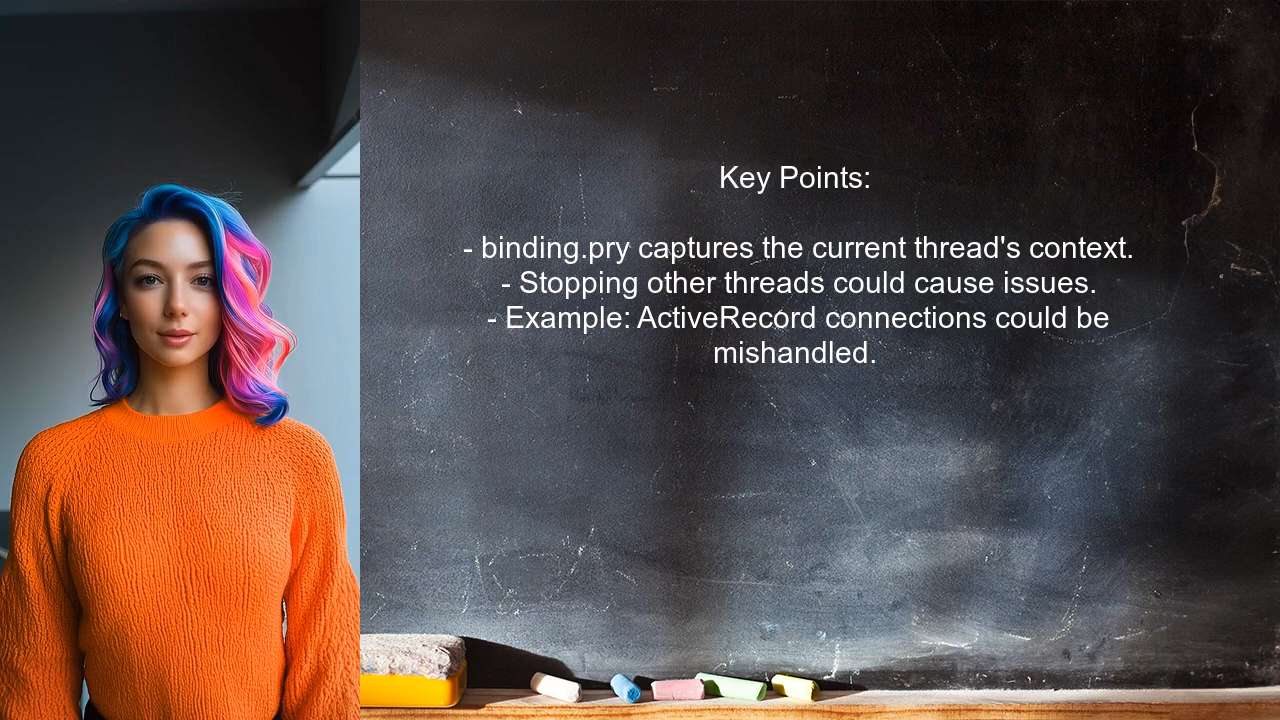 Key Points:
- binding.pry captures the current thread's context.
- Stopping other threads could cause issues.
- Example: ActiveRecord connections could be
mishandled.